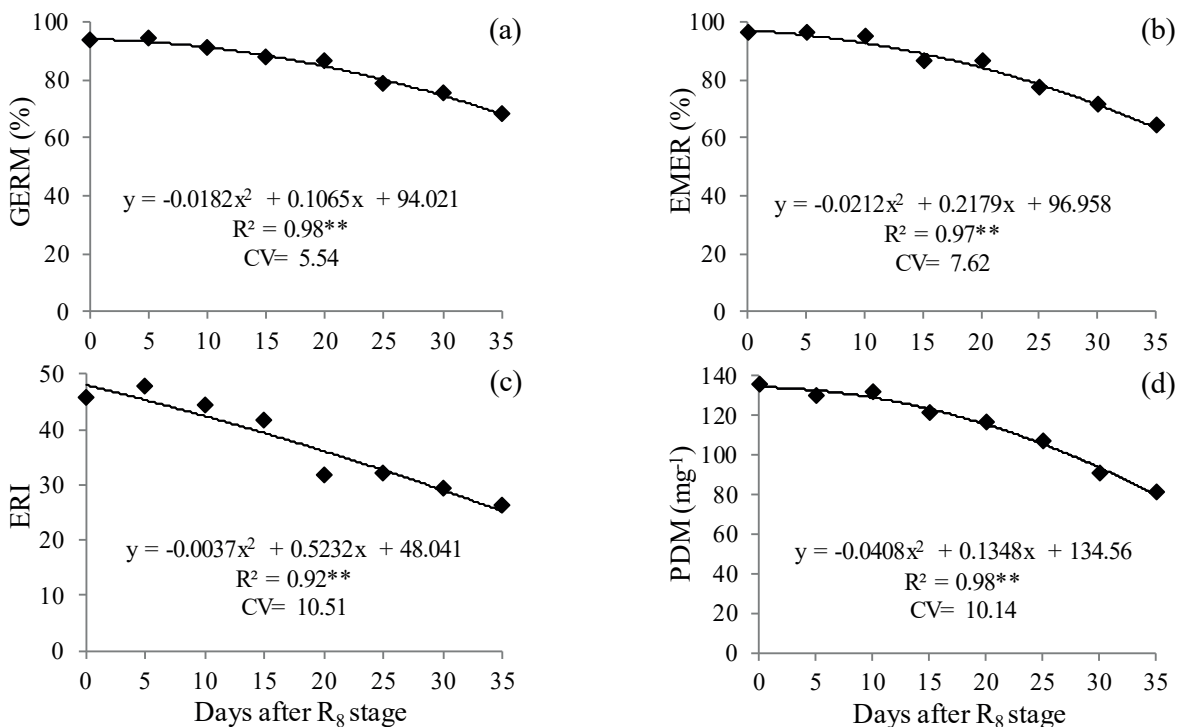 (a)
GERM (%)
100
80
60
40
20
0
y = -0.0182x² + 0.1065x + 94.021
R² = 0.98**
CV= 5.54
0 5 10 15 20 25 30 35
(b)
EMER (%)
100
80
60
40
20
0
y = -0.0212x² + 0.2179x + 96.958
R² = 0.97**
CV= 7.62
0 5 10 15 20 25 30 35
(c)
ERI
50
40
30
20
10
0
y = -0.0037x² + 0.5232x + 48.041
R² = 0.92**
CV= 10.51
0 5 10 15 20 25 30 35
Days after R₈ stage
(d)
PDM (mg⁻¹)
140
120
100
80
60
40
20
0
y = -0.0408x² + 0.1348x + 134.56
R² = 0.98**
CV= 10.14
0 5 10 15 20 25 30 35
Days after R₈ stage